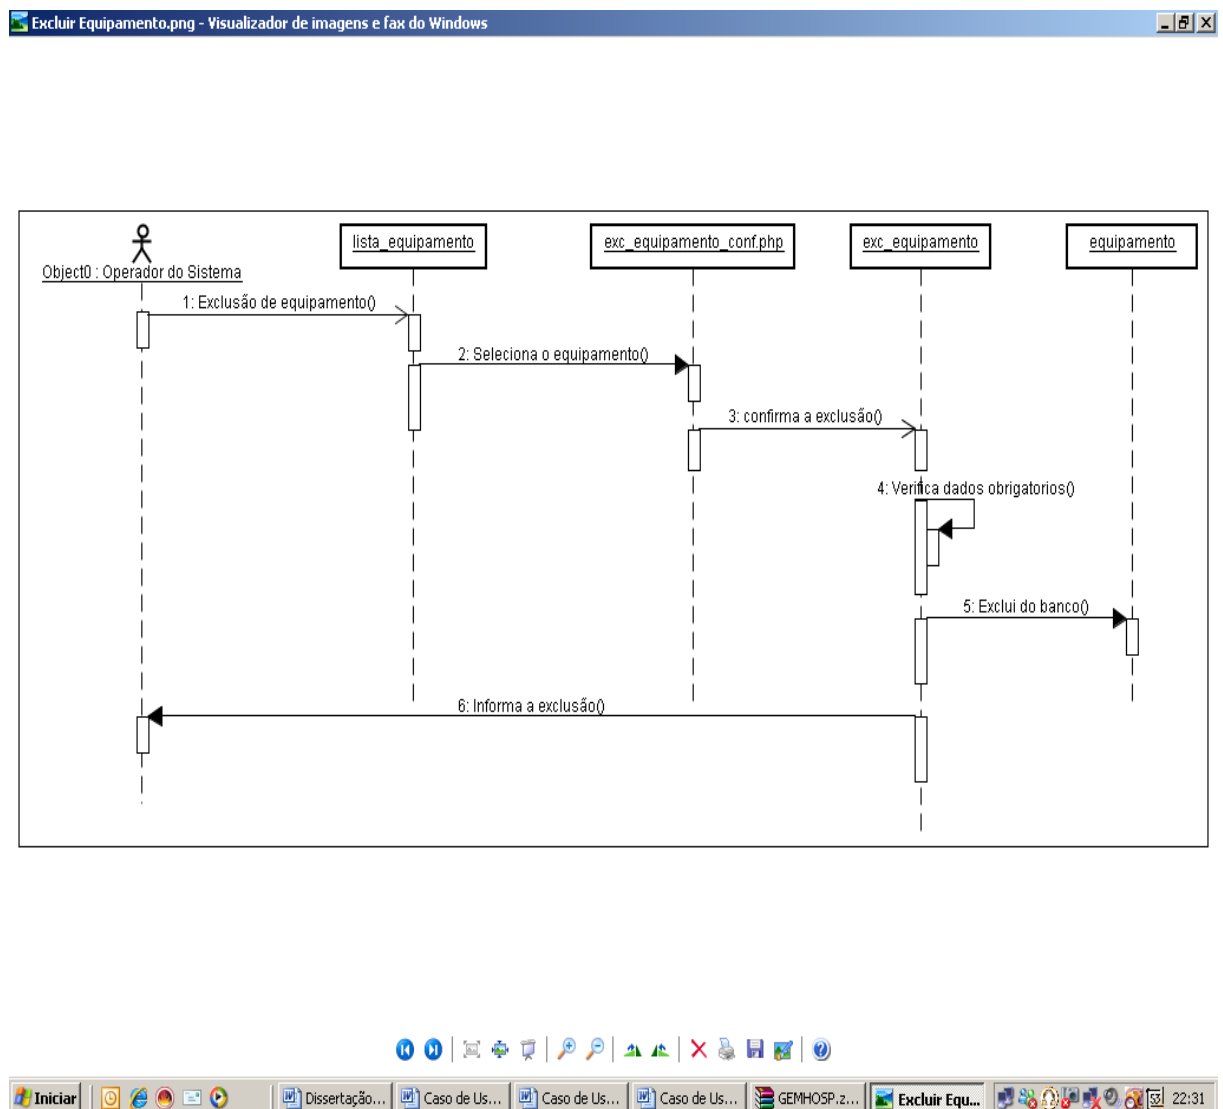 Excluir Equipamento.png - Visualizador de imagens e fax do Windows
lista_equipamento
exc_equipamento_conf.php
exc_equipamento
equipamento
Object0 : Operador do Sistema
1: Exclusão de equipamento()
2: Seleciona o equipamento()
3: confirma a exclusão()
4: Verifica dados obrigatorios()
5: Exclui do banco()
6: Informa a exclusão()
Iniciar
Dissertação...
Caso de Us...
Caso de Us...
Caso de Us...
GEMHOSP.z...
Excluir Equ...
22:31